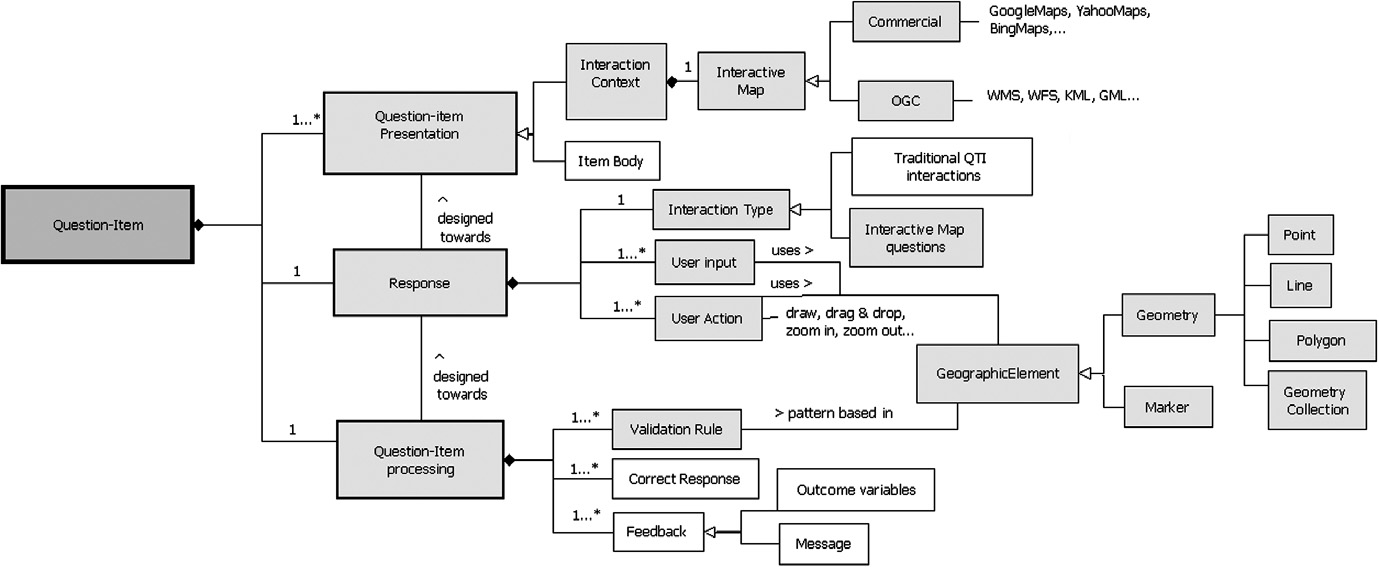 Commercial
GoogleMaps, YahooMaps,
BingMaps,...
Interaction
Context
1
Interactive
Map
OGC
WMS, WFS, KML, GML...
1...*
Question-item
Presentation
Item Body
Traditional QTI
interactions
Question-Item
^
designed
towards
1
Interaction Type
Interactive Map
questions
1...*
User input
uses >
1
Response
uses >
1...*
User Action
draw, drag & drop,
zoom in, zoom out...
Point
Line
Geometry
Polygon
^
designed
towards
GeographicElement
Marker
Geometry
Collection
1
Question-Item
processing
1...*
Validation Rule
> pattern based in
1...*
Correct Response
Outcome variables
1...*
Feedback
Message